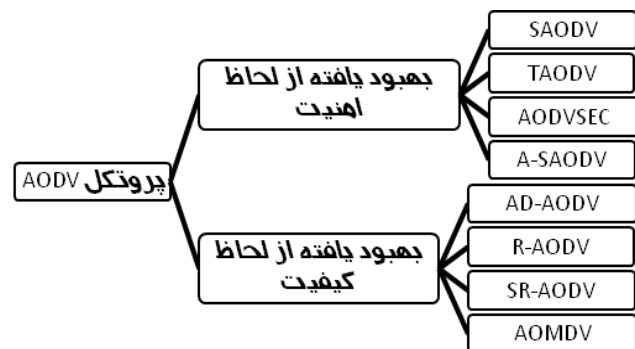 پروتکل AODV
بهبود یافته از لحاظ
امنیت
SAODV
TAODV
AODVSEC
A-SAODV
بهبود یافته از لحاظ
کیفیت
AD-AODV
R-AODV
SR-AODV
AOMDV